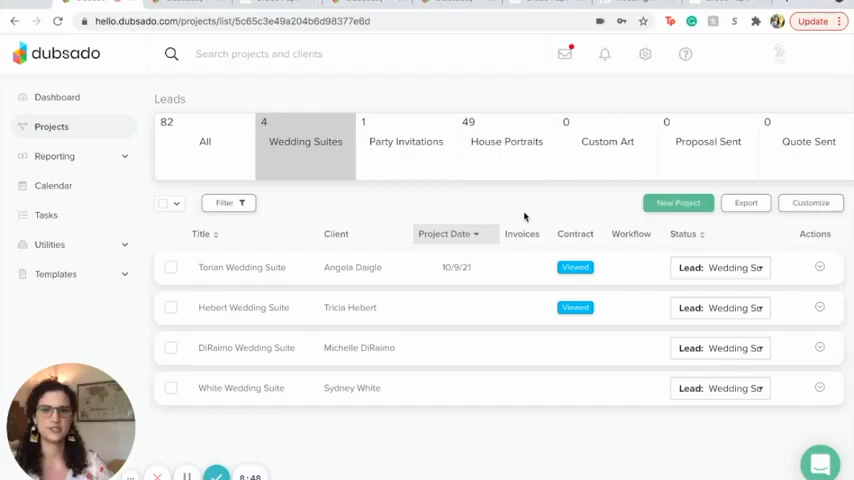 hello.dubsado.com/projects/list/5c65c3e49a204b6d98377e6d
Update
dubsado
Search projects and clients
Dashboard
Projects
Reporting
Calendar
Tasks
Utilities
Templates
Leads
82 4 1 49 0 0 0
All Wedding Suites Party Invitations House Portraits Custom Art Proposal Sent Quote Sent
Filter New Project Export Customize
Title Client Project Date Invoices Contract Workflow Status Actions
Torian Wedding Suite Angela Daigle 10/9/21 Viewed Lead: Wedding Su
Hebert Wedding Suite Tricia Hebert Viewed Lead: Wedding Su
DiRaimo Wedding Suite Michelle DiRaimo Lead: Wedding Su
White Wedding Suite Sydney White Lead: Wedding Su
8:48